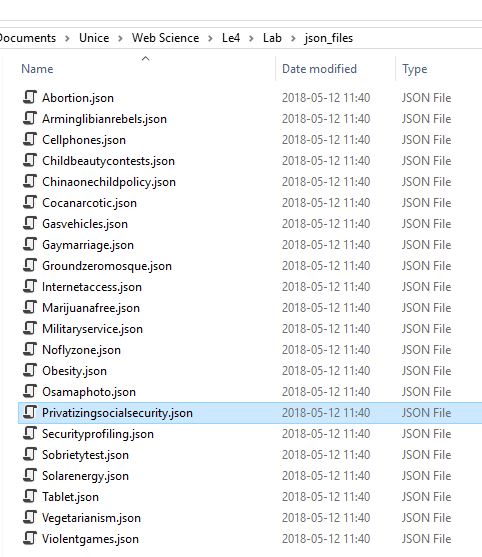 Documents > Unice > Web Science > Le4 > Lab > json_files
Name Date modified Type
Abortion.json 2018-05-12 11:40 JSON File
Arminglibianrebels.json 2018-05-12 11:40 JSON File
Cellphones.json 2018-05-12 11:40 JSON File
Childbeautycontests.json 2018-05-12 11:40 JSON File
Chinaonechildpolicy.json 2018-05-12 11:40 JSON File
Cocanarcotic.json 2018-05-12 11:40 JSON File
Gasvehicles.json 2018-05-12 11:40 JSON File
Gaymarriage.json 2018-05-12 11:40 JSON File
Groundzeromosque.json 2018-05-12 11:40 JSON File
Internetaccess.json 2018-05-12 11:40 JSON File
Marijuanafree.json 2018-05-12 11:40 JSON File
Militaryservice.json 2018-05-12 11:40 JSON File
Noflyzone.json 2018-05-12 11:40 JSON File
Obesity.json 2018-05-12 11:40 JSON File
Osamaphoto.json 2018-05-12 11:40 JSON File
Privatizingsocialsecurity.json 2018-05-12 11:40 JSON File
Securityprofiling.json 2018-05-12 11:40 JSON File
Sobrietytest.json 2018-05-12 11:40 JSON File
Solarenergy.json 2018-05-12 11:40 JSON File
Tablet.json 2018-05-12 11:40 JSON File
Vegetarianism.json 2018-05-12 11:40 JSON File
Violentgames.json 2018-05-12 11:40 JSON File